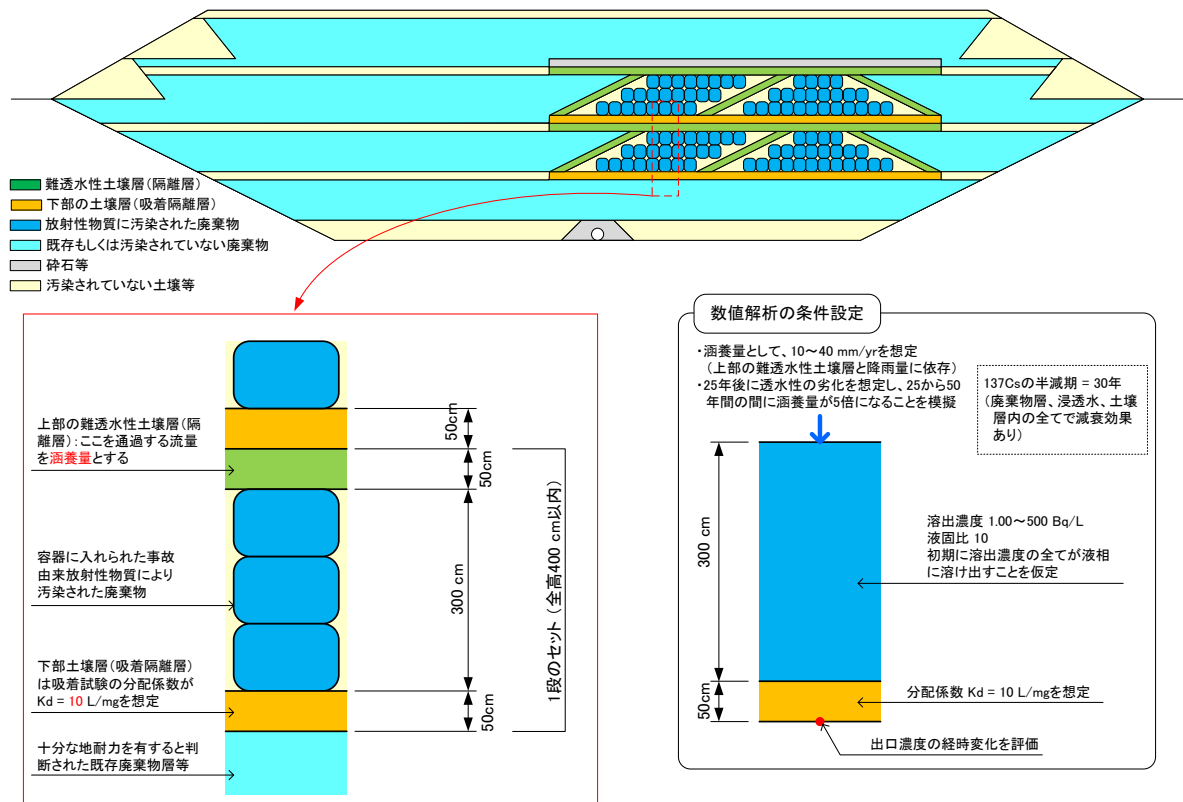 難透水性土壌層(隔離層)
下部の土壌層(吸着隔離層)
放射性物質に汚染された廃棄物
既存もしくは汚染されていない廃棄物
砕石等
汚染されていない土壌等
上部の難透水性土壌層(隔
離層):ここを通過する流量
を涵養量とする
容器に入れられた事故
由来放射性物質により
汚染された廃棄物
下部土壌層(吸着隔離層)
は吸着試験の分配係数が
Kd = 10 L/mgを想定
十分な地耐力を有すると判
断された既存廃棄物層等
50cm
50cm
300 cm
50cm
1段のセット(全高400 cm以内)
数値解析の条件設定
・涵養量として、10～40 mm/yrを想定
(上部の難透水性土壌層と降雨量に依存)
・25年後に透水性の劣化を想定し、25から50
年間の間に涵養量が5倍になることを模擬
137Csの半減期 = 30年
(廃棄物層、浸透水、土壌
層内の全てで減衰効果
あり)
300 cm
50cm
溶出濃度 1.00～500 Bq/L
液固比 10
初期に溶出濃度の全てが液相
に溶け出すことを仮定
分配係数 Kd = 10 L/mgを想定
出口濃度の経時変化を評価